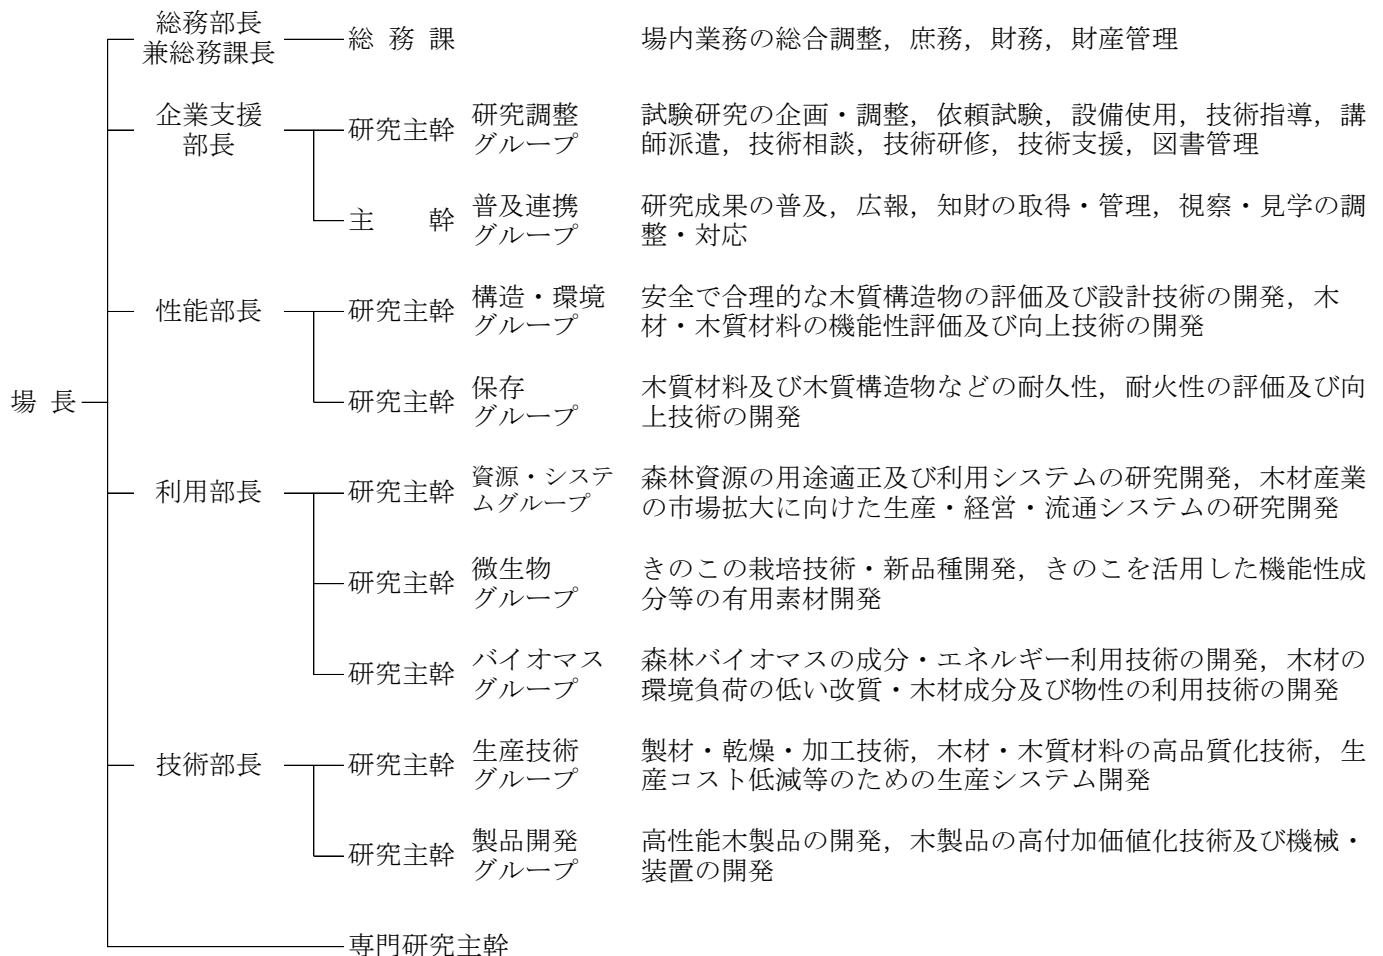 総務部長
兼総務課長
総 務 課
場内業務の総合調整，庶務，財務，財産管理
企業支援
部長
研究主幹
研究調整
グループ
試験研究の企画・調整，依頼試験，設備使用，技術指導，講
師派遣，技術相談，技術研修，技術支援，図書管理
主 幹
普及連携
グループ
研究成果の普及，広報，知財の取得・管理，視察・見学の調
整・対応
性能部長
研究主幹
構造・環境
グループ
安全で合理的な木質構造物の評価及び設計技術の開発，木
材・木質材料の機能性評価及び向上技術の開発
場 長
研究主幹
保存
グループ
木質材料及び木質構造物などの耐久性，耐火性の評価及び向
上技術の開発
利用部長
研究主幹
資源・システ
ムグループ
森林資源の用途適正及び利用システムの研究開発，木材産業
の市場拡大に向けた生産・経営・流通システムの研究開発
研究主幹
微生物
グループ
きのこの栽培技術・新品種開発，きのこを活用した機能性成
分等の有用素材開発
研究主幹
バイオマス
グループ
森林バイオマスの成分・エネルギー利用技術の開発，木材の
環境負荷の低い改質・木材成分及び物性の利用技術の開発
技術部長
研究主幹
生産技術
グループ
製材・乾燥・加工技術，木材・木質材料の高品質化技術，生
産コスト低減等のための生産システム開発
研究主幹
製品開発
グループ
高性能木製品の開発，木製品の高付加価値化技術及び機械・
装置の開発
専門研究主幹